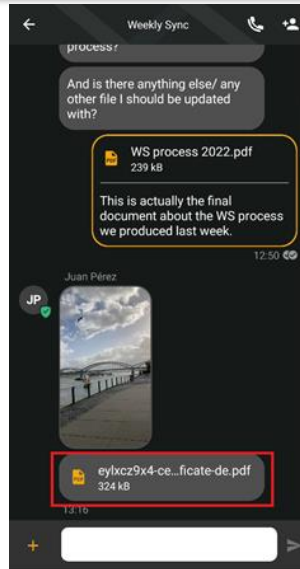 Weekly Sync
process?
And is there anything else/ any
other file I should be updated
with?
PDF
WS process 2022.pdf
239 kB
This is actually the final
document about the WS process
we produced last week.
12:50
Juan Pérez
JP
PDF
eylxcz9x4-ce...ficate-de.pdf
324 kB
13:16